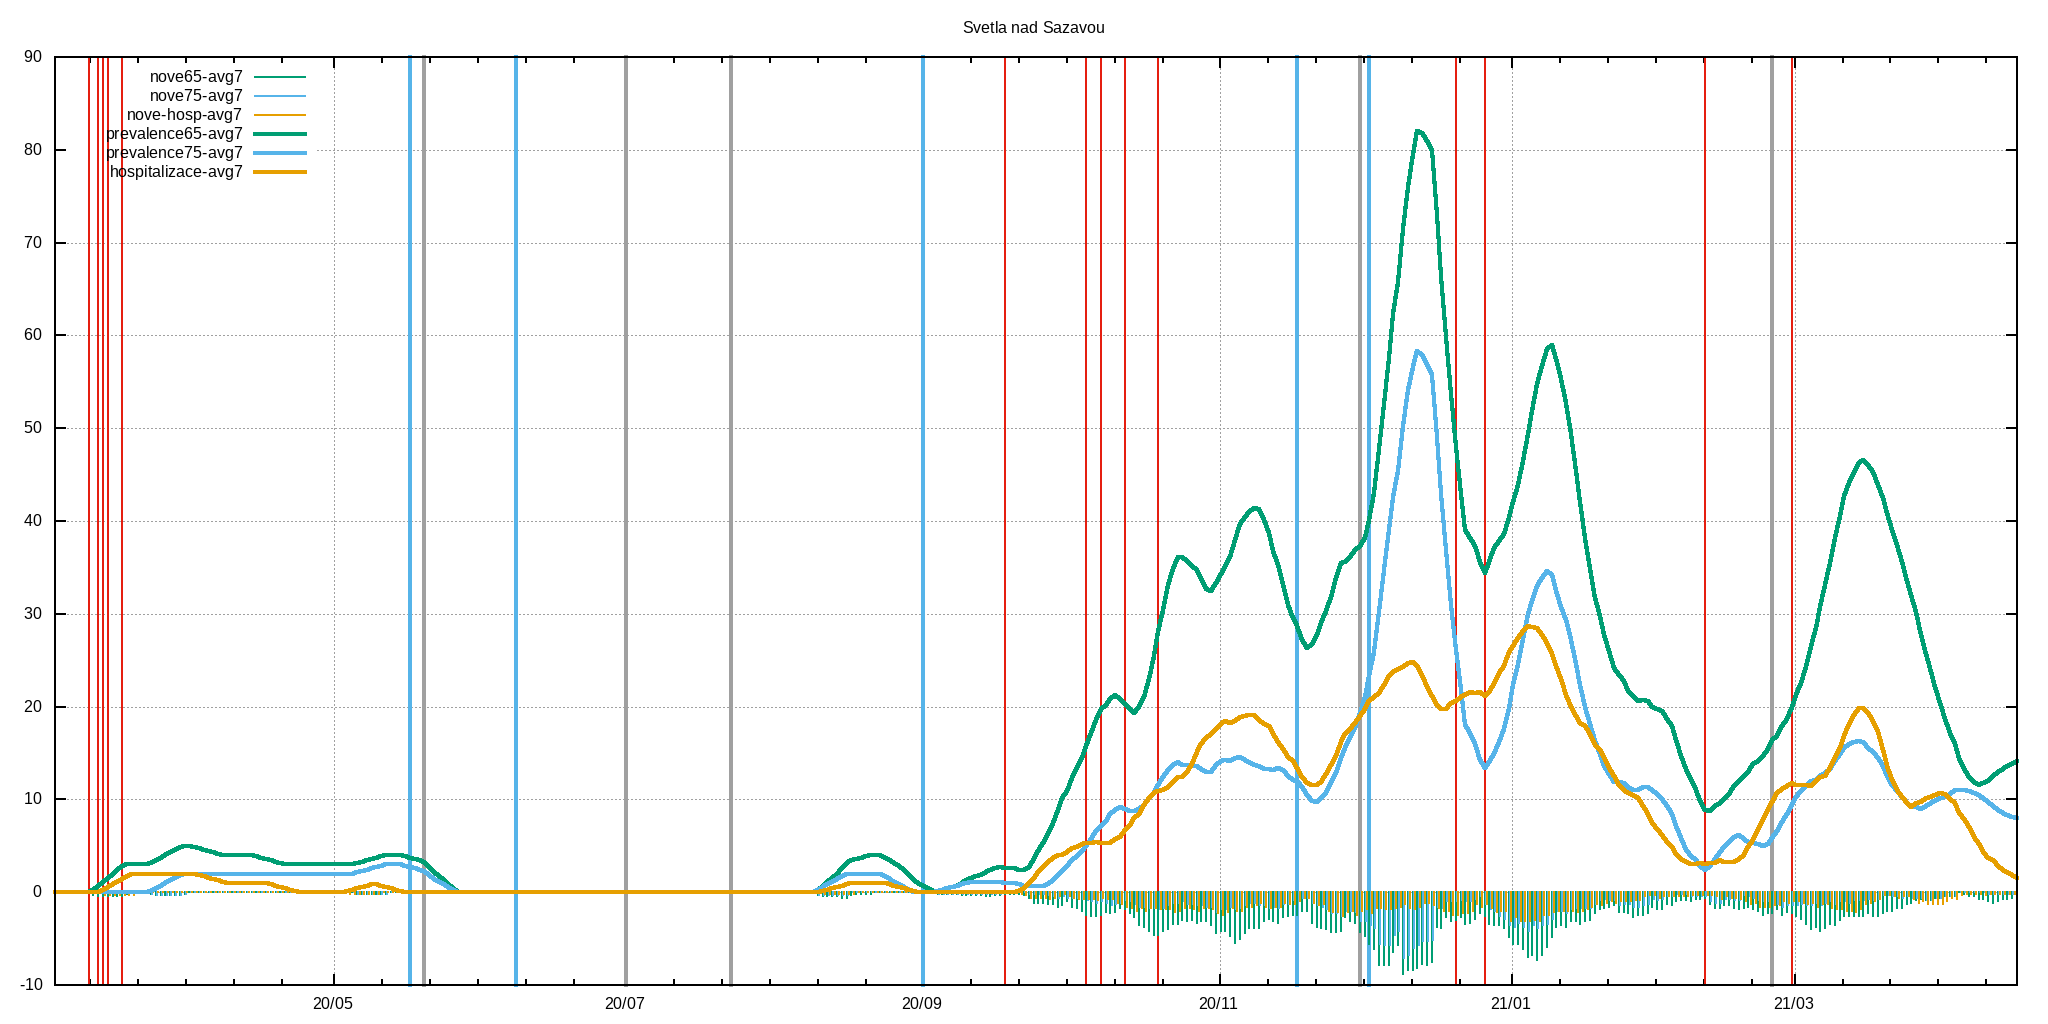 Svetla nad Sazavou
nove65-avg7
nove75-avg7
nove-hosp-avg7
prevalence65-avg7
prevalence75-avg7
hospitalizace-avg7
90
80
70
60
50
40
30
20
10
0
-10
20/05 20/07 20/09 20/11 21/01 21/03